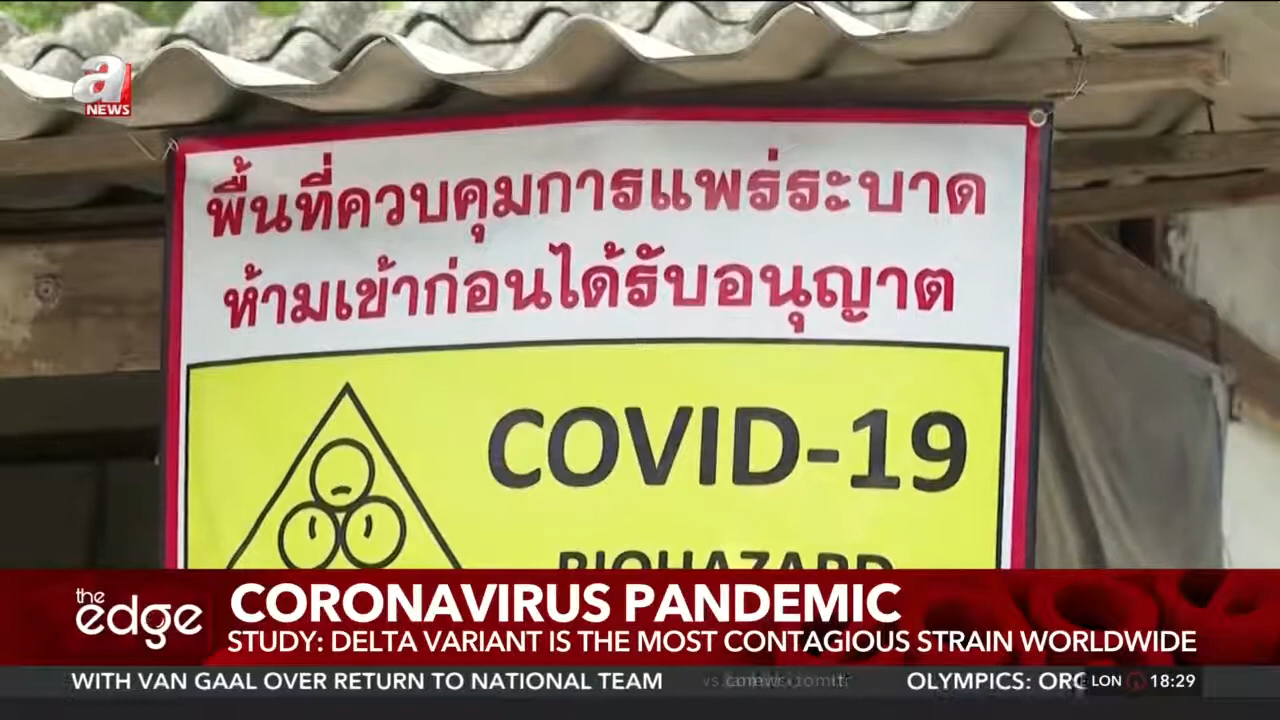 a
NEWS
พื้นที่ควบคุมการแพร่ระบาด
ห้ามเข้าก่อนได้รับอนุญาต
COVID-19
BIOHAZARD
the
edge
CORONAVIRUS PANDEMIC
STUDY: DELTA VARIANT IS THE MOST CONTAGIOUS STRAIN WORLDWIDE
WITH VAN GAAL OVER RETURN TO NATIONAL TEAM
OLYMPICS: ORC
LON 18:29